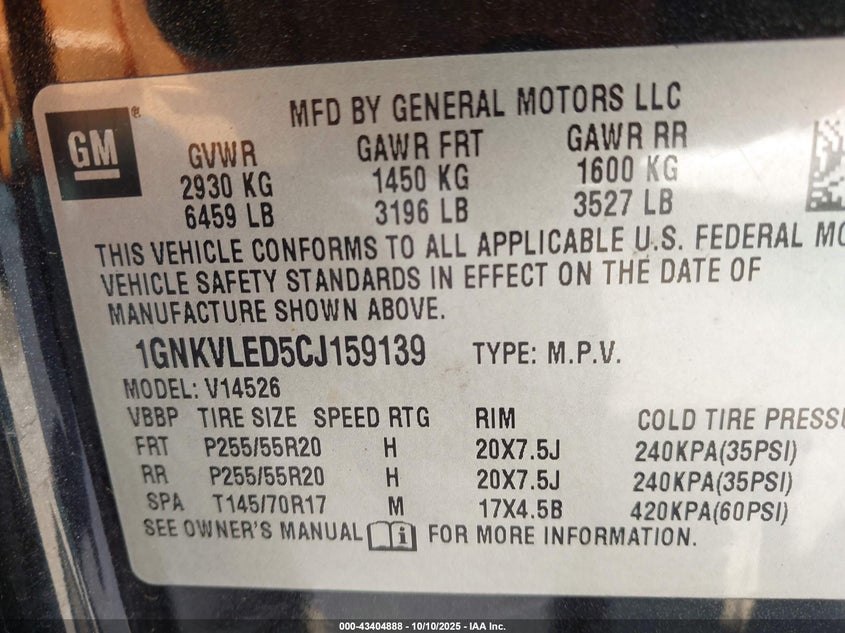 MFD BY GENERAL MOTORS LLC
GM
GVWR GAWR FRT GAWR RR
2930 KG 1450 KG 1600 KG
6459 LB 3196 LB 3527 LB
THIS VEHICLE CONFORMS TO ALL APPLICABLE U.S. FEDERAL MO
VEHICLE SAFETY STANDARDS IN EFFECT ON THE DATE OF
MANUFACTURE SHOWN ABOVE.
1GNKVLED5CJ159139 TYPE: M.P.V.
MODEL: V14526
VBBP TIRE SIZE SPEED RTG RIM COLD TIRE PRESSU
FRT P255/55R20 H 20X7.5J 240KPA(35PSI)
RR P255/55R20 H 20X7.5J 240KPA(35PSI)
SPA T145/70R17 M 17X4.5B 420KPA(60PSI)
SEE OWNER'S MANUAL i FOR MORE INFORMATION.
000-43404888 - 10/10/2025 - IAA Inc.